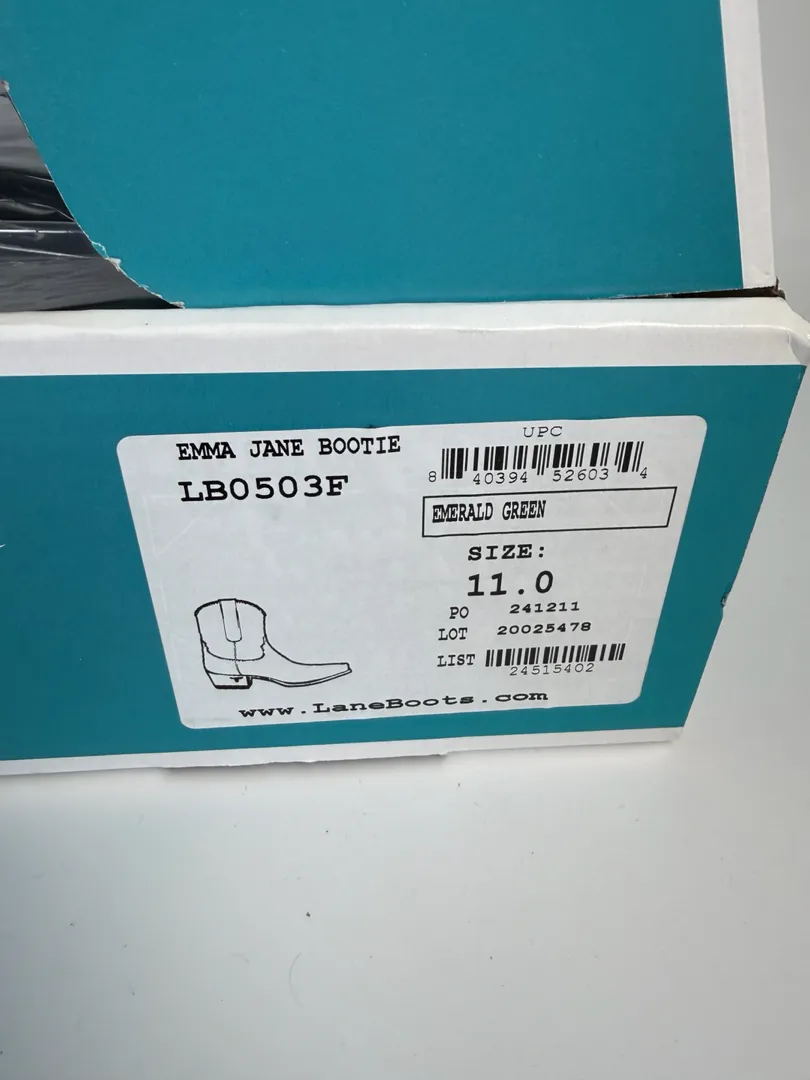 EMMA JANE BOOTIE
LB0503F
UPC
8 40394 52603 4
EMERALD GREEN
SIZE:
11.0
PO 241211
LOT 20025478
LIST
24515402
www.LaneBoots.com